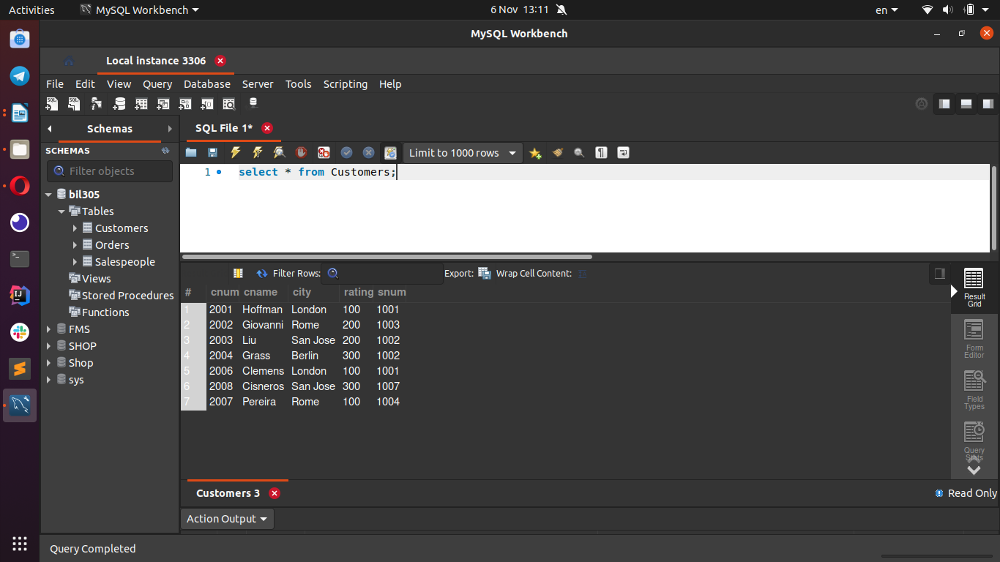 Activities MySQL Workbench 6 Nov 13:11 en
MySQL Workbench
Local instance 3306
File Edit View Query Database Server Tools Scripting Help
Schemas
SCHEMAS
Filter objects
bil305
Tables
Customers
Orders
Salespeople
Views
Stored Procedures
Functions
FMS
SHOP
Shop
sys
SQL File 1*
Limit to 1000 rows
1 select * from Customers;
Filter Rows: Export: Wrap Cell Content:
# cnum cname city rating snum
1 2001 Hoffman London 100 1001
2 2002 Giovanni Rome 200 1003
3 2003 Liu San Jose 200 1002
4 2004 Grass Berlin 300 1002
5 2006 Clemens London 100 1001
6 2008 Cisneros San Jose 300 1007
7 2007 Pereira Rome 100 1004
Result
Grid
Form
Editor
Field
Types
Query
Stats
Customers 3
Read Only
Action Output
Query Completed